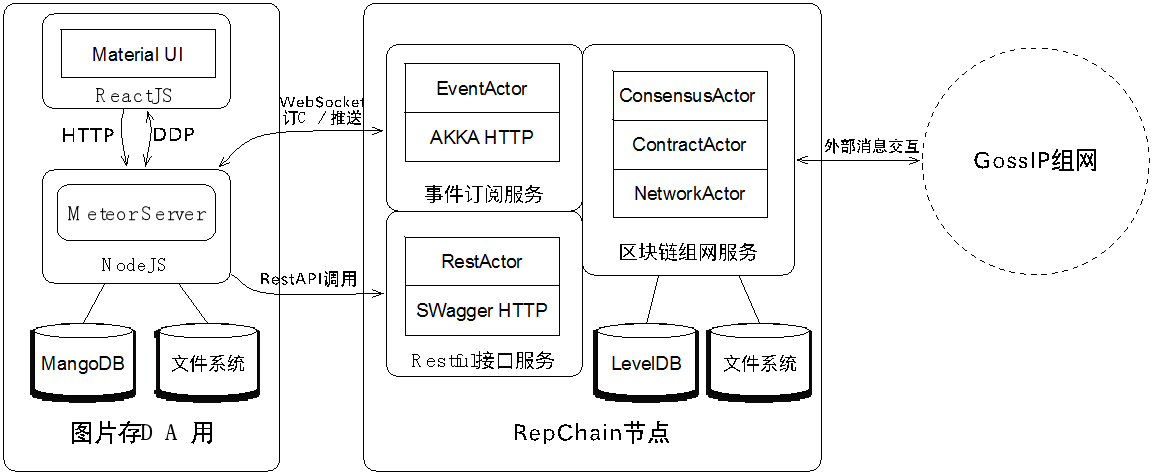 Material UI
ReactJS
HTTP
DDP
MeteorServer
NodeJS
MangoDB
文件系统
图片存D A 用
WebSocket
订C ／推送
RestAPI调用
EventActor
AKKA HTTP
事件订阅服务
RestActor
SWagger HTTP
Restful接口服务
ConsensusActor
ContractActor
NetworkActor
区块链组网服务
LevelDB
文件系统
RepChain节点
外部消息交互
GossIP组网